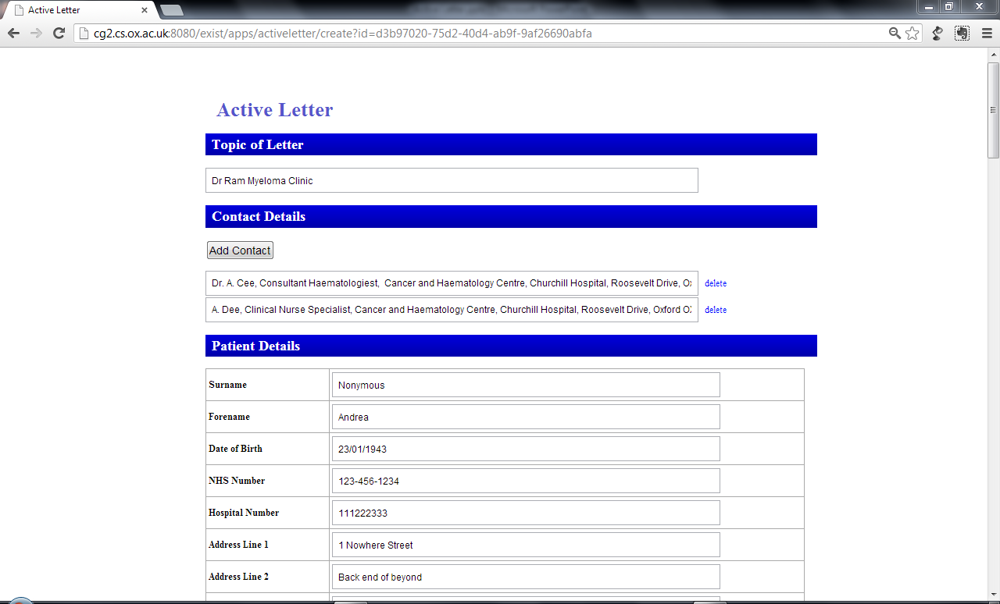 Active Letter
cg2.cs.ox.ac.uk:8080/exist/apps/activeletter/create?id=d3b97020-75d2-40d4-ab9f-9af26690abfa
Active Letter
Topic of Letter
Dr Ram Myeloma Clinic
Contact Details
Add Contact
Dr. A. Cee, Consultant Haematologiest, Cancer and Haematology Centre, Churchill Hospital, Roosevelt Drive, Ox delete
A. Dee, Clinical Nurse Specialist, Cancer and Haematology Centre, Churchill Hospital, Roosevelt Drive, Oxford OX delete
Patient Details
Surname Nonymous
Forename Andrea
Date of Birth 23/01/1943
NHS Number 123-456-1234
Hospital Number 111222333
Address Line 1 1 Nowhere Street
Address Line 2 Back end of beyond